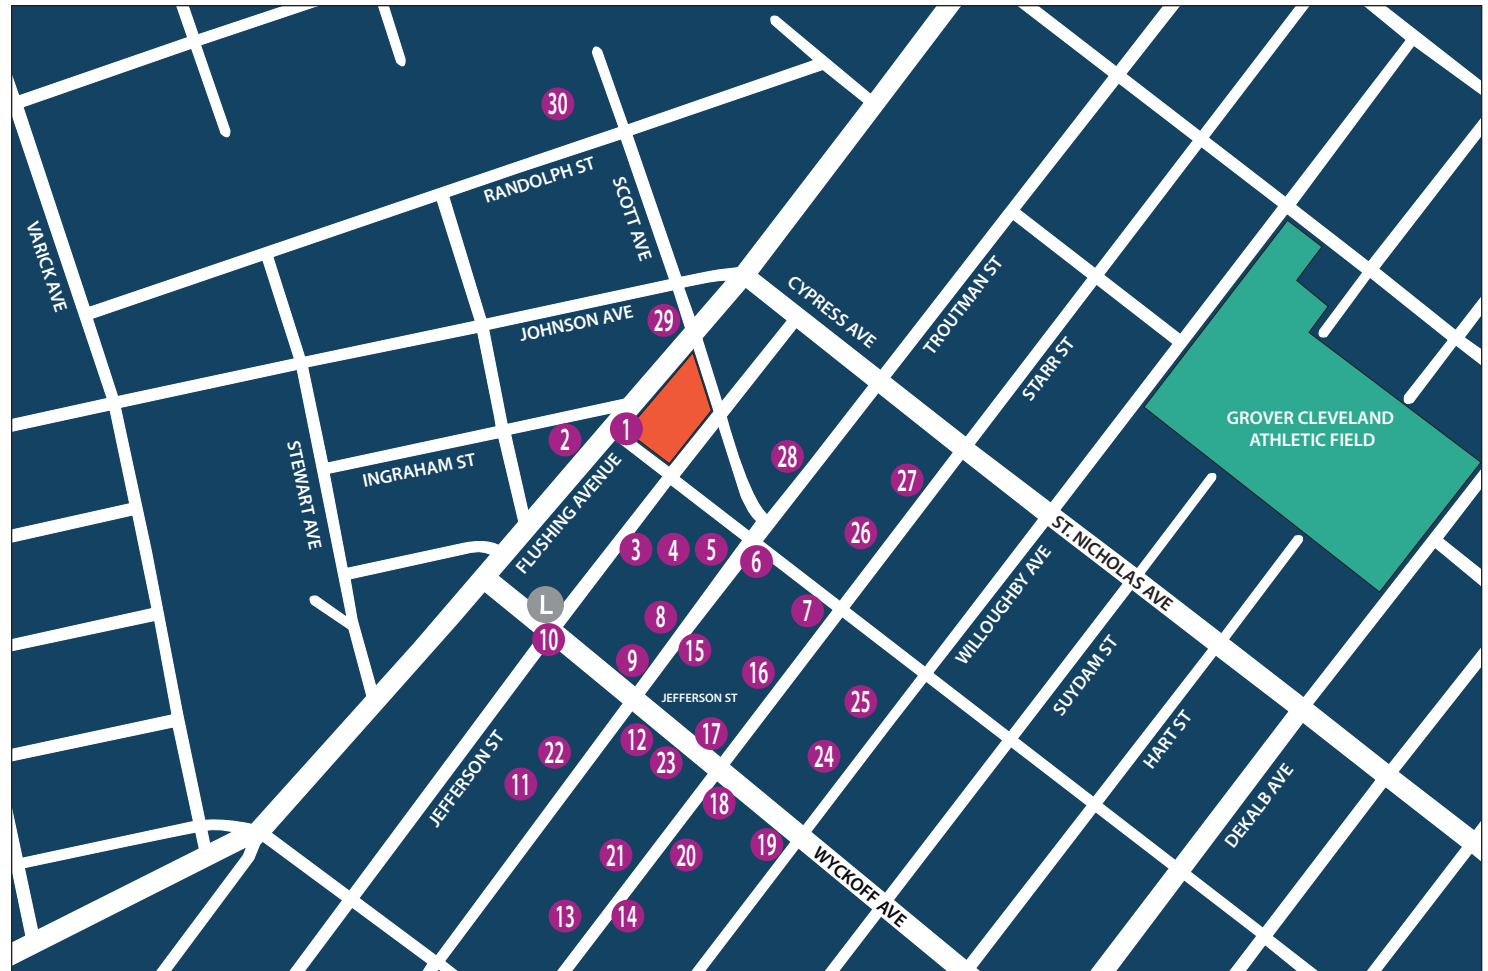 30
RANDOLPH ST
SCOTT AVE
VARICK AVE
CYPRESS AVE
TROUTMAN ST
JOHNSON AVE
29
STARR ST
GROVER CLEVELAND
ATHLETIC FIELD
1
2
INGRAHAM ST
STEWART AVE
FLUSHING AVENUE
28
27
26
3
4
5
6
ST. NICHOLAS AVE
WILLOUGHBY AVE
L
10
8
7
9
15
16
SUYDAM ST
JEFFERSON ST
25
HART ST
12
17
23
24
22
11
JEFFERSON ST
18
DEKALB AVE
19
21
20
WYCKOFF AVE
13
14